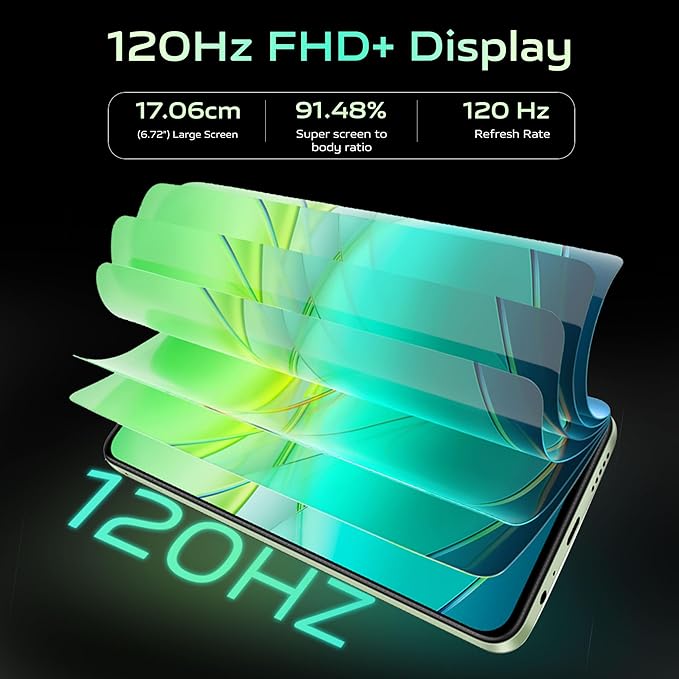 120Hz FHD+ Display
17.06cm
(6.72") Large Screen
91.48%
Super screen to
body ratio
120 Hz
Refresh Rate
120HZ